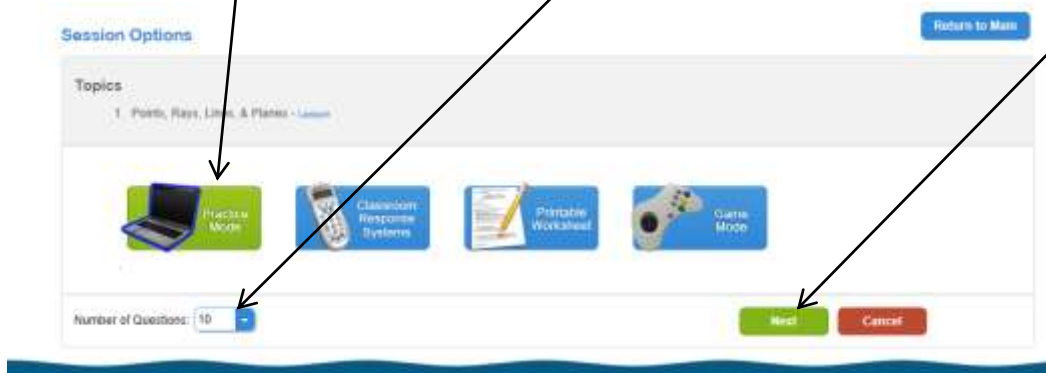 Session Options
Return to Main
Topics
1. Points, Rays, Lines, & Planes - Lesson
Practice
Mode
Classroom
Response
Systems
Printable
Worksheet
Game
Mode
Number of Questions: 10
Next
Cancel